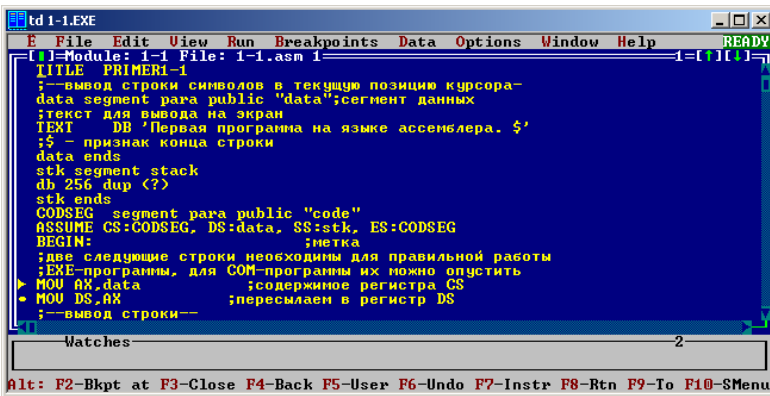 td 1-1.EXE
Ё File Edit View Run Breakpoints Data Options Window Help READY
[■]=Module: 1-1 File: 1-1.asm 1 1=[↑][↓]
TITLE PRIMER1-1
;--вывод строки символов в текущую позицию курсора-
data segment para public "data";сегмент данных
;текст для вывода на экран
TEXT DB 'Первая программа на языке ассемблера. $'
;$ - признак конца строки
data ends
stk segment stack
db 256 dup (?)
stk ends
CODSEG segment para public "code"
ASSUME CS:CODSEG, DS:data, SS:stk, ES:CODSEG
BEGIN: ;метка
;две следующие строки необходимы для правильной работы
;EXE-программы, для COM-программы их можно опустить
MOV AX,data ;содержимое регистра CS
MOV DS,AX ;пересылаем в регистр DS
;--вывод строки--
Watches 2
Alt: F2-Bkpt at F3-Close F4-Back F5-User F6-Undo F7-Instr F8-Rtn F9-To F10-SMenu